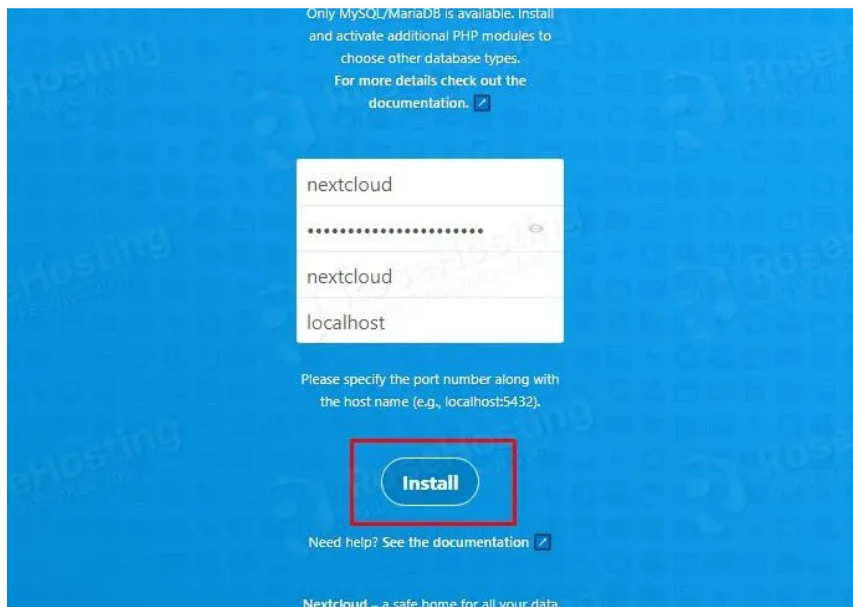 Only MySQL/MariaDB is available. Install
and activate additional PHP modules to
choose other database types.
For more details check out the
documentation.
nextcloud
••••••••••••••••••••••
nextcloud
localhost
Please specify the port number along with
the host name (e.g., localhost:5432).
Install
Need help? See the documentation
Nextcloud – a safe home for all your data
RoseHosting